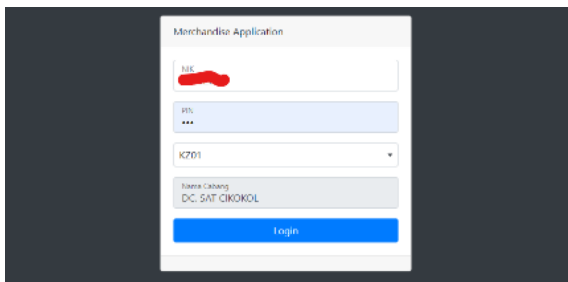 Merchandise Application
NIK
PIN
•••
KZ01
Nama Cabang
DC. SAT CIKOKOL
Login